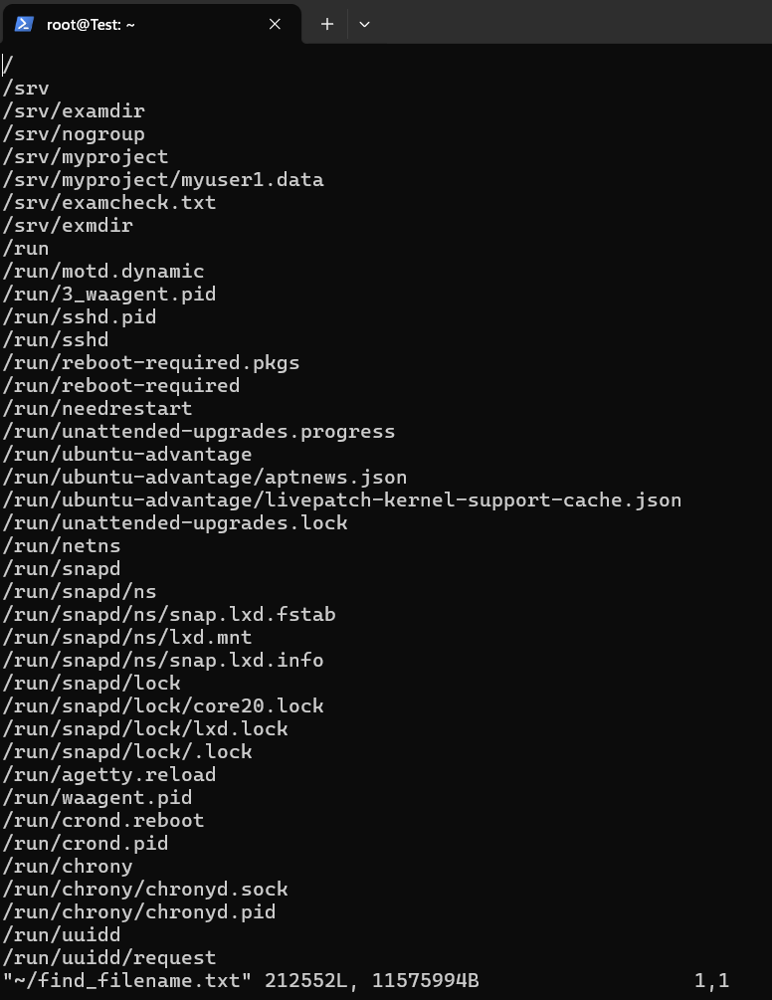 root@Test: ~
/
/srv
/srv/examdir
/srv/nogroup
/srv/myproject
/srv/myproject/myuser1.data
/srv/examcheck.txt
/srv/exmdir
/run
/run/motd.dynamic
/run/3_waagent.pid
/run/sshd.pid
/run/sshd
/run/reboot-required.pkgs
/run/reboot-required
/run/needrestart
/run/unattended-upgrades.progress
/run/ubuntu-advantage
/run/ubuntu-advantage/aptnews.json
/run/ubuntu-advantage/livepatch-kernel-support-cache.json
/run/unattended-upgrades.lock
/run/netns
/run/snapd
/run/snapd/ns
/run/snapd/ns/snap.lxd.fstab
/run/snapd/ns/lxd.mnt
/run/snapd/ns/snap.lxd.info
/run/snapd/lock
/run/snapd/lock/core20.lock
/run/snapd/lock/lxd.lock
/run/snapd/lock/.lock
/run/agetty.reload
/run/waagent.pid
/run/crond.reboot
/run/crond.pid
/run/chrony
/run/chrony/chronyd.sock
/run/chrony/chronyd.pid
/run/uuidd
/run/uuidd/request
"~/find_filename.txt" 212552L, 11575994B 1,1